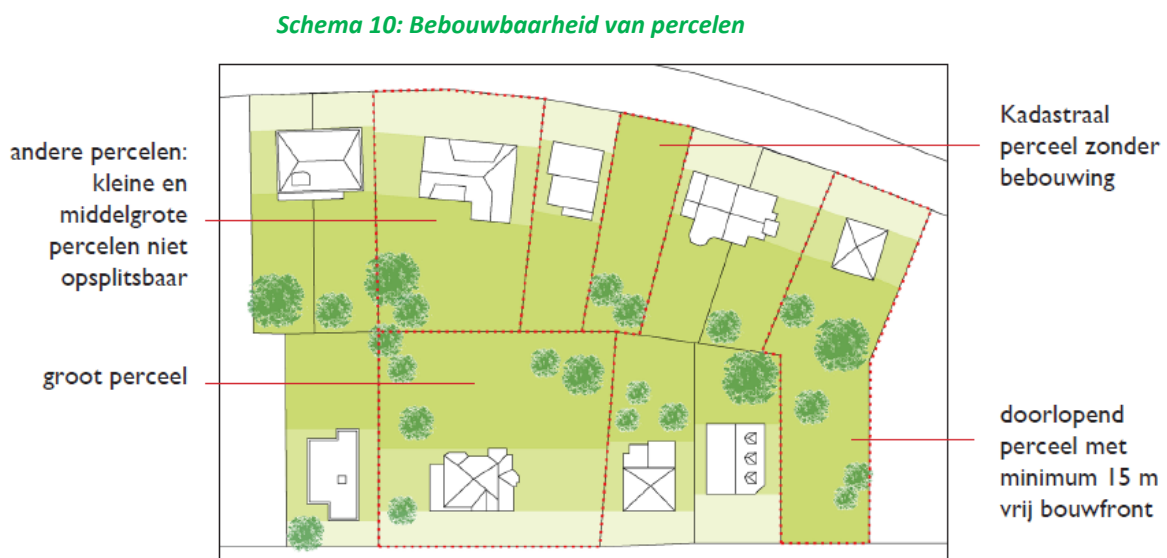 Schema 10: Bebouwbaarheid van percelen
andere percelen:
kleine en
middelgrote
percelen niet
opsplitsbaar
groot perceel
Kadastraal
perceel zonder
bebouwing
doorlopend
perceel met
minimum 15 m
vrij bouwfront